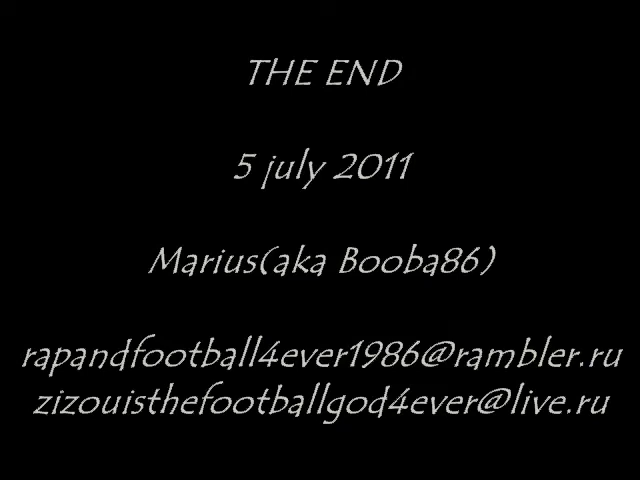 THE END
5 july 2011
Marius(aka Booba86)
rapandfootball4ever1986@rambler.ru
zizouisthefootballgod4ever@live.ru